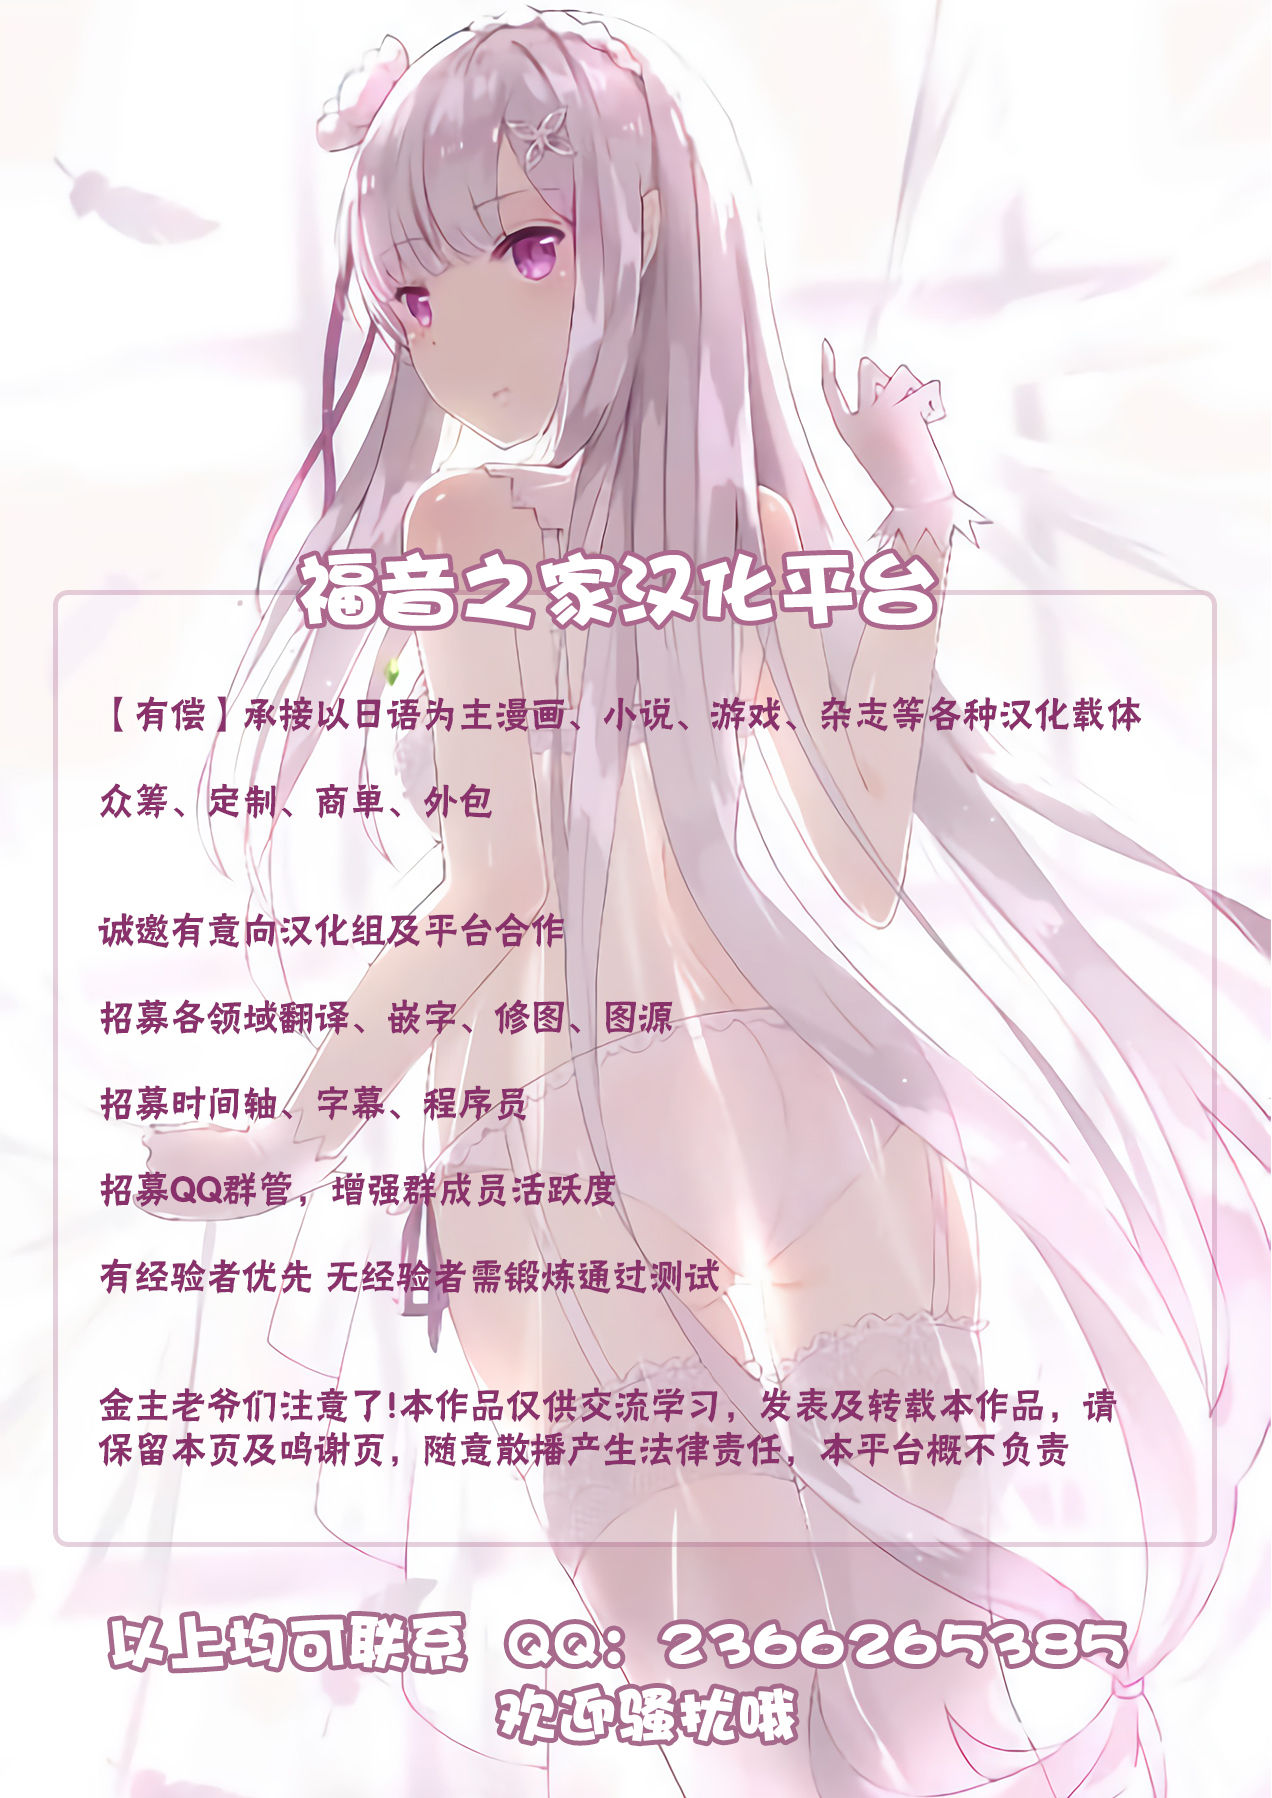 福音之家汉化平台
【有偿】承接以日语为主漫画、小说、游戏、杂志等各种汉化载体
众筹、定制、商单、外包
诚邀有意向汉化组及平台合作
招募各领域翻译、嵌字、修图、图源
招募时间轴、字幕、程序员
招募QQ群管，增强群成员活跃度
有经验者优先 无经验者需锻炼通过测试
金主老爷们注意了!本作品仅供交流学习，发表及转载本作品，请
保留本页及鸣谢页，随意散播产生法律责任，本平台概不负责
以上均可联系 QQ：2366265385
欢迎骚扰哦